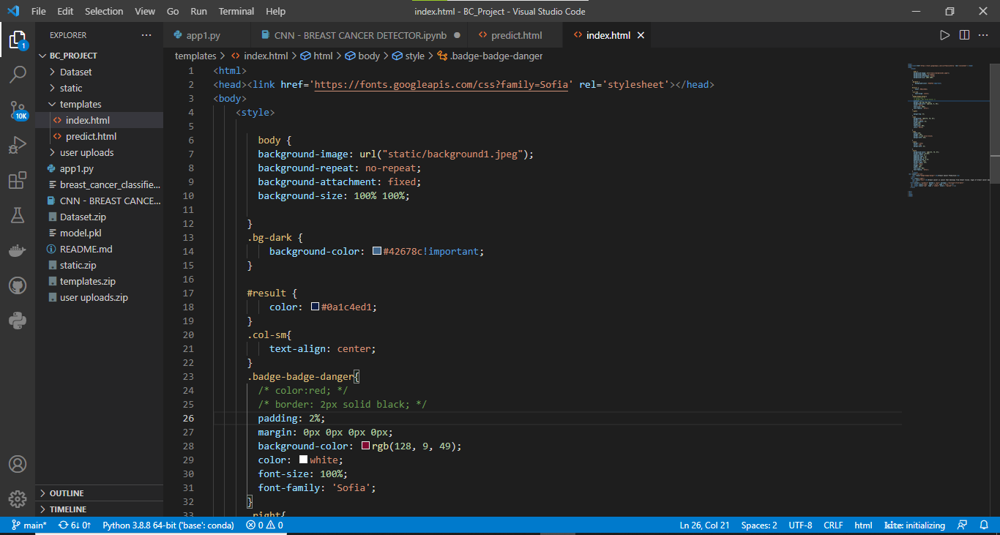 File Edit Selection View Go Run Terminal Help index.html - BC_Project - Visual Studio Code
EXPLORER ...
app1.py CNN - BREAST CANCER DETECTOR.ipynb predict.html index.html
templates > index.html > html > body > style > .badge-badge-danger
1
10K
BC_PROJECT
Dataset
static
templates
index.html
predict.html
user uploads
app1.py
breast_cancer_classifie...
CNN - BREAST CANCE...
Dataset.zip
model.pkl
README.md
static.zip
templates.zip
user uploads.zip
OUTLINE
TIMELINE
1 <html>
2 <head><link href='https://fonts.googleapis.com/css?family=Sofia' rel='stylesheet'></head>
3 <body>
4 <style>
5
6 body {
7 background-image: url("static/background1.jpeg");
8 background-repeat: no-repeat;
9 background-attachment: fixed;
10 background-size: 100% 100%;
11
12 }
13 .bg-dark {
14 background-color: #42678c!important;
15 }
16
17 #result {
18 color: #0a1c4ed1;
19 }
20 .col-sm{
21 text-align: center;
22 }
23 .badge-badge-danger{
24 /* color:red; */
25 /* border: 2px solid black; */
26 padding: 2%;
27 margin: 0px 0px 0px 0px;
28 background-color: rgb(128, 9, 49);
29 color: white;
30 font-size: 100%;
31 font-family: 'Sofia';
32 }
33 .right{
main* 6↓ 0↑ Python 3.8.8 64-bit ('base': conda) 0 0 Ln 26, Col 21 Spaces: 2 UTF-8 CRLF html kite: initializing